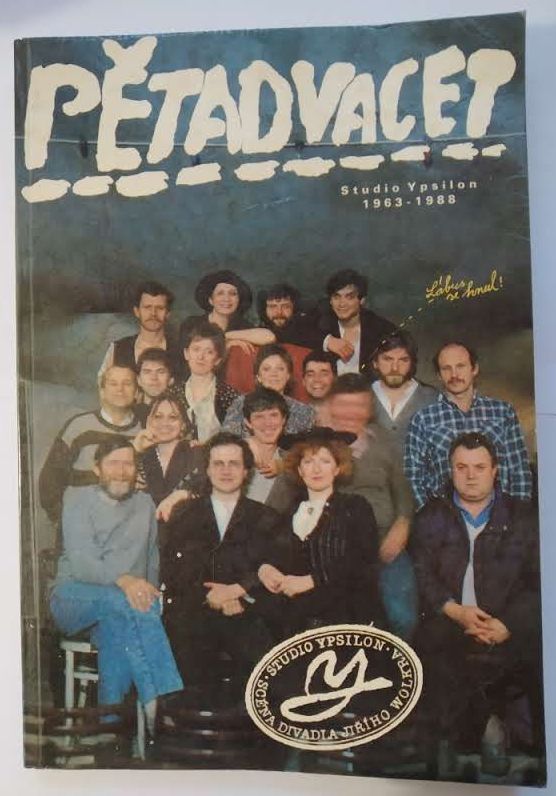 PĚTADVACET
Studio Ypsilon
1963-1988
Lábus
se hnul!
· STUDIO YPSILON ·
SCÉNA DIVADLA JIŘÍHO WOLKRA
Y